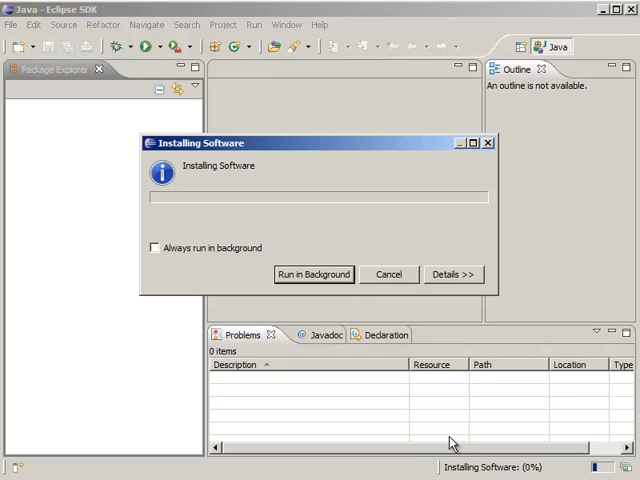 Java - Eclipse SDK
File Edit Source Refactor Navigate Search Project Run Window Help
Java
Package Explorer
Outline
An outline is not available.
Installing Software
Installing Software
Always run in background
Run in Background Cancel Details >>
Problems Javadoc Declaration
0 items
Description Resource Path Location Type
Installing Software: (0%)